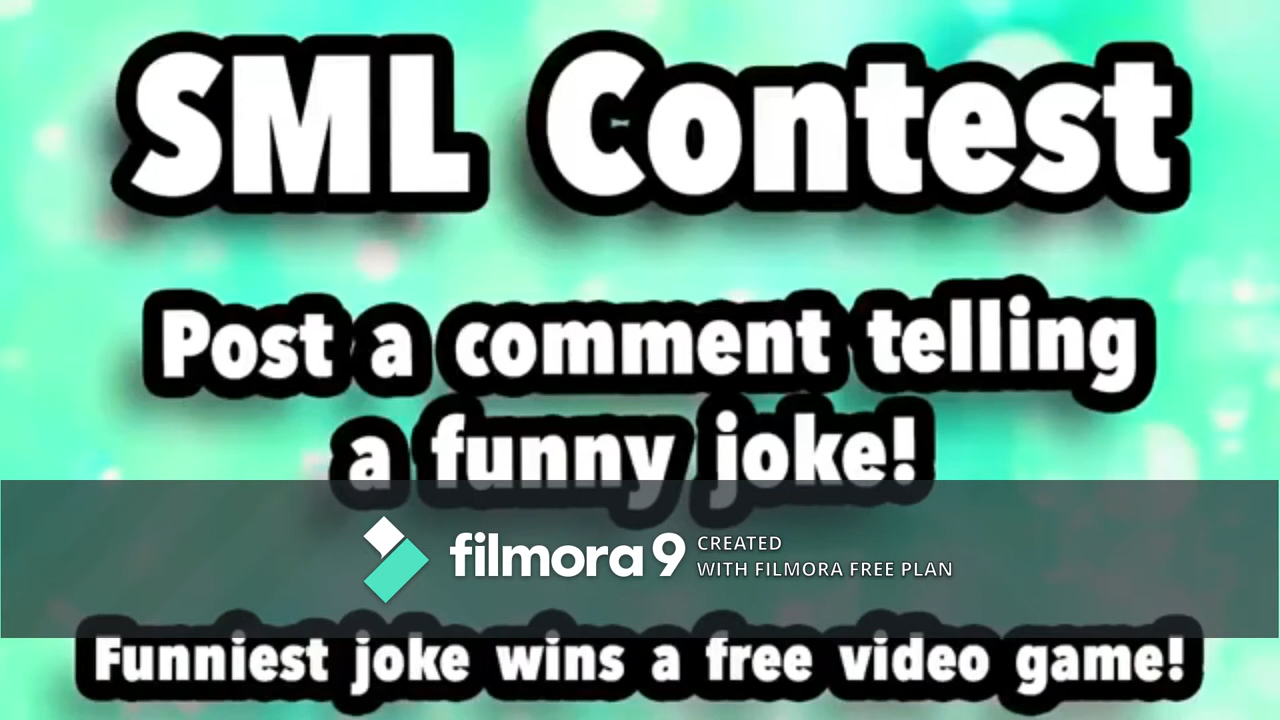 SML Contest
Post a comment telling
a funny joke!
filmora 9 CREATED
WITH FILMORA FREE PLAN
Funniest joke wins a free video game!